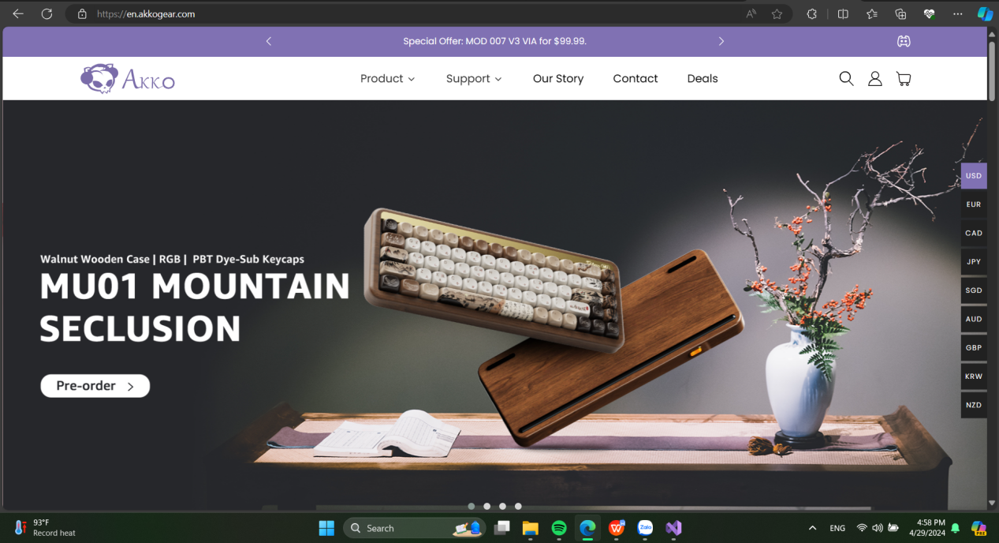 https://en.akkogear.com
Special Offer: MOD 007 V3 VIA for $99.99.
AKKO
Product
Support
Our Story
Contact
Deals
USD
EUR
CAD
JPY
SGD
AUD
GBP
KRW
NZD
Walnut Wooden Case | RGB | PBT Dye-Sub Keycaps
MU01 MOUNTAIN
SECLUSION
Pre-order
93°F
Record heat
Search
Zalo
ENG
4:58 PM
4/29/2024
PRE